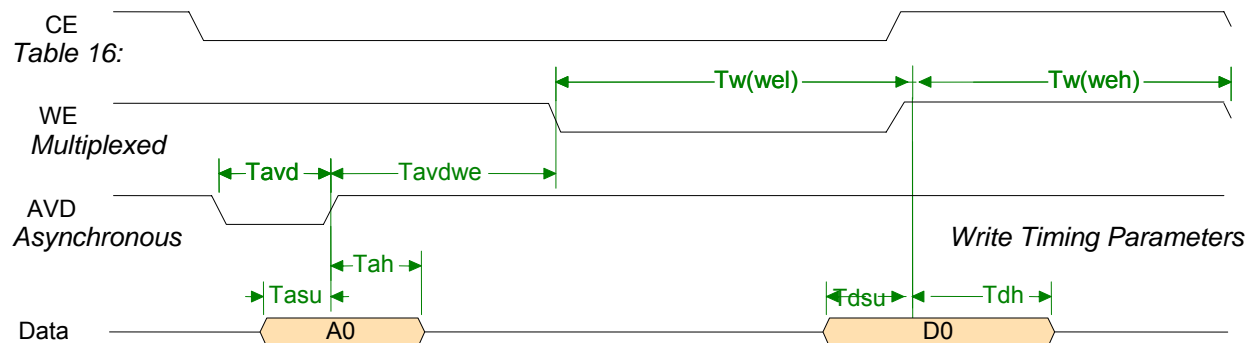 CE
Table 16:
Tw(wel) Tw(weh)
WE
Multiplexed
Tavd Tavdwe
AVD
Asynchronous Write Timing Parameters
Tah
Tasu Tdsu Tdh
Data A0 D0